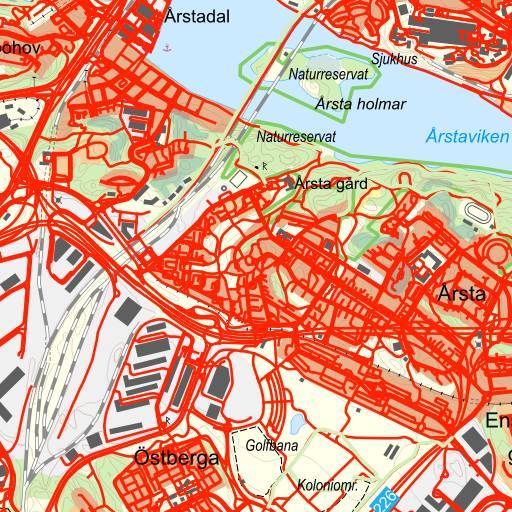 Årstadal
Sjukhus
Naturreservat
Årsta holmar
Naturreservat
Årstaviken
Årsta gård
Årsta
Golfbana
Östberga
Koloniomr.
226